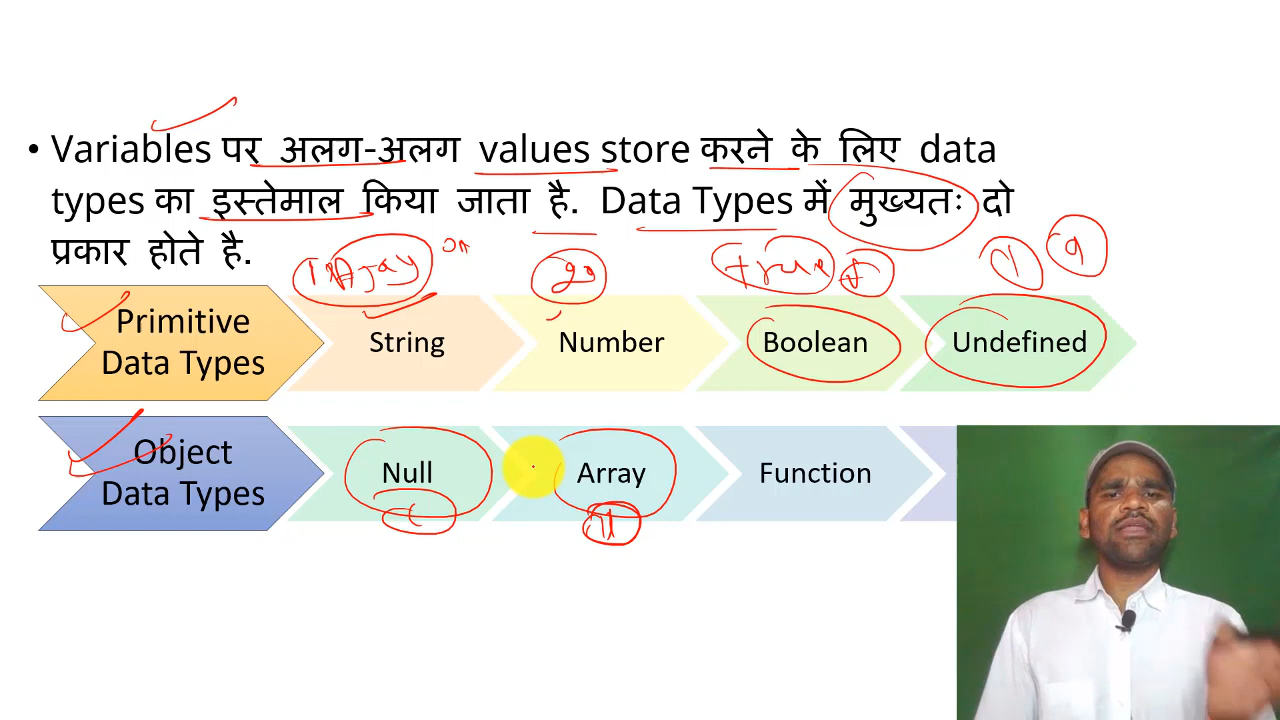 • Variables पर अलग-अलग values store करने के लिए data
types का इस्तेमाल किया जाता है. Data Types में मुख्यतः दो
प्रकार होते है.
true
Primitive
Data Types
String
Number
Boolean
Undefined
Object
Data Types
Null
Array
Function